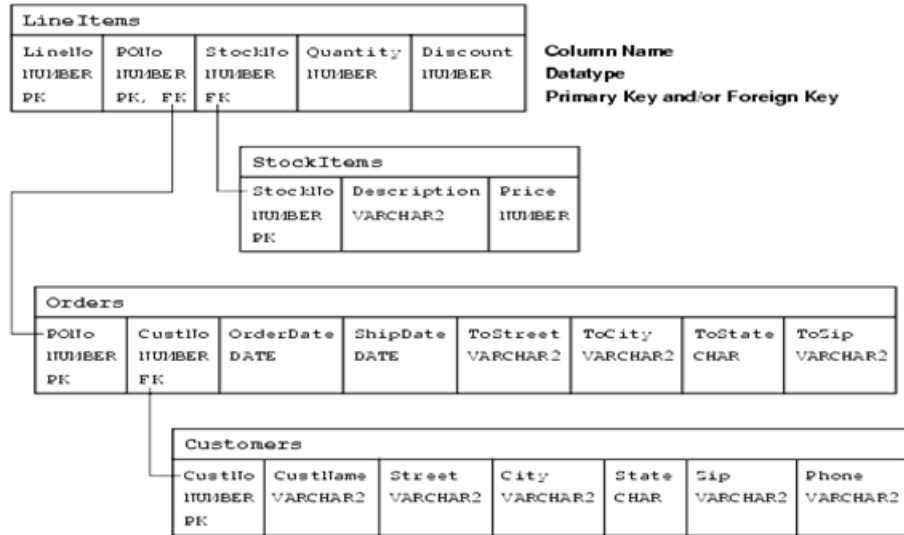 LineItems
LineNo PONo StockNo Quantity Discount
NUMBER NUMBER NUMBER NUMBER NUMBER
PK PK, FK FK
Column Name
Datatype
Primary Key and/or Foreign Key
StockItems
StockNo Description Price
NUMBER VARCHAR2 NUMBER
PK
Orders
PONo CustNo OrderDate ShipDate ToStreet ToCity ToState ToZip
NUMBER NUMBER DATE DATE VARCHAR2 VARCHAR2 CHAR VARCHAR2
PK FK
Customers
CustNo CustName Street City State Zip Phone
NUMBER VARCHAR2 VARCHAR2 VARCHAR2 CHAR VARCHAR2 VARCHAR2
PK